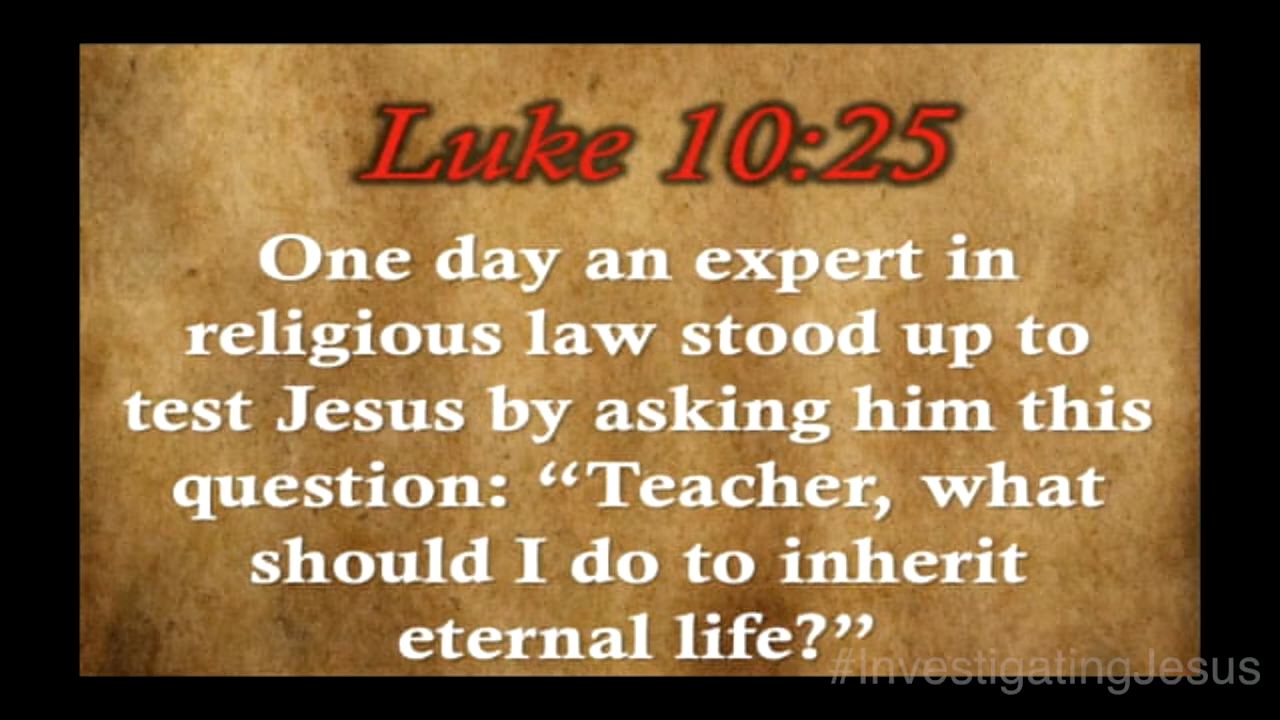 Luke 10:25
One day an expert in
religious law stood up to
test Jesus by asking him this
question: “Teacher, what
should I do to inherit
eternal life?”
#InvestigatingJesus